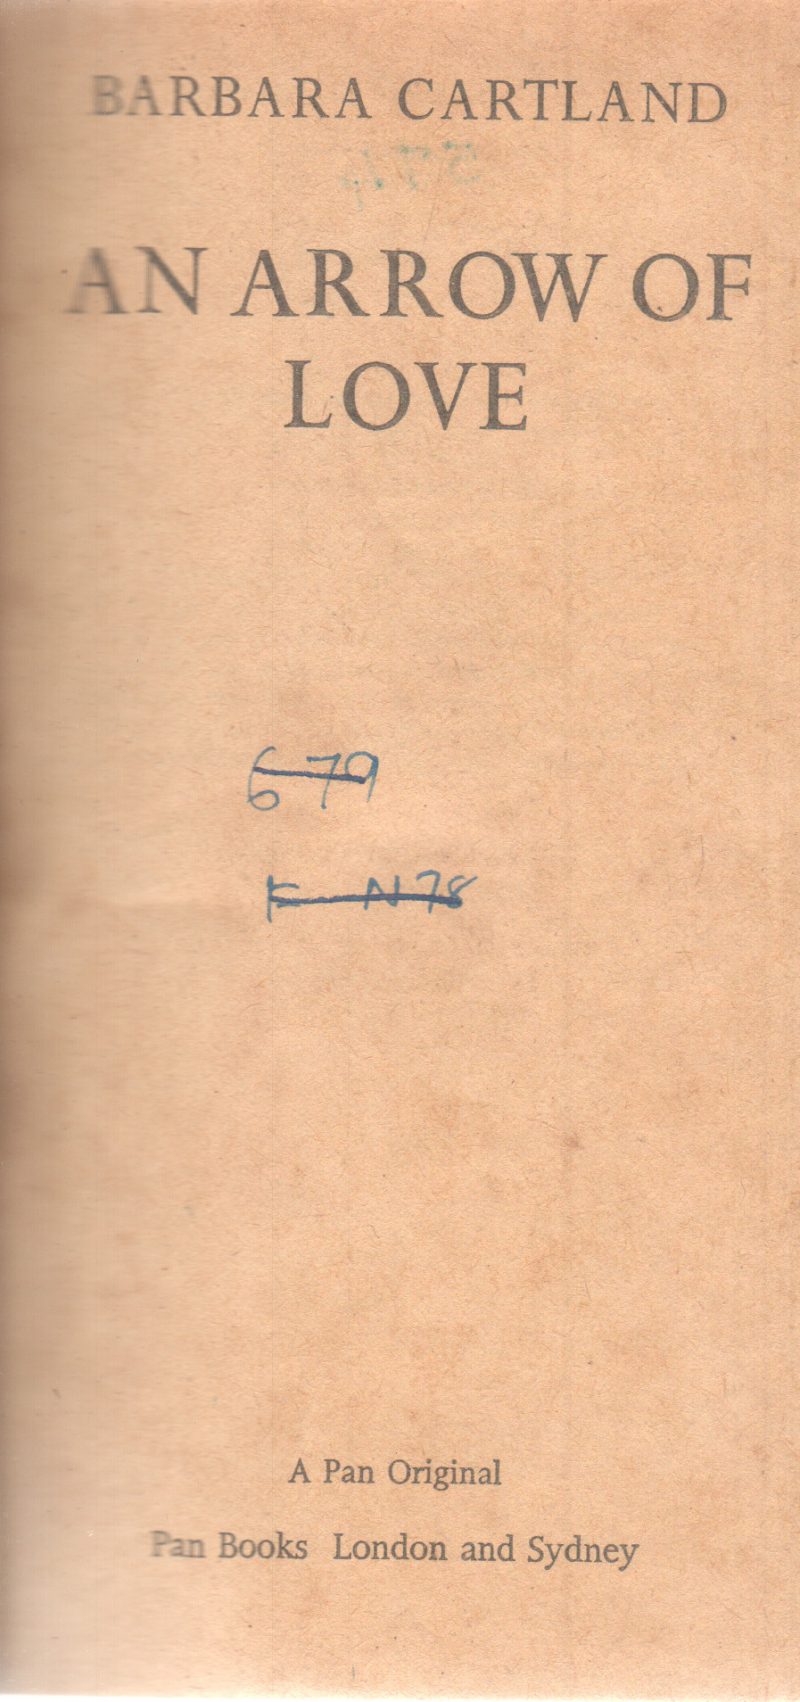 BARBARA CARTLAND
AN ARROW OF
LOVE
6 79
K N78
A Pan Original
Pan Books London and Sydney